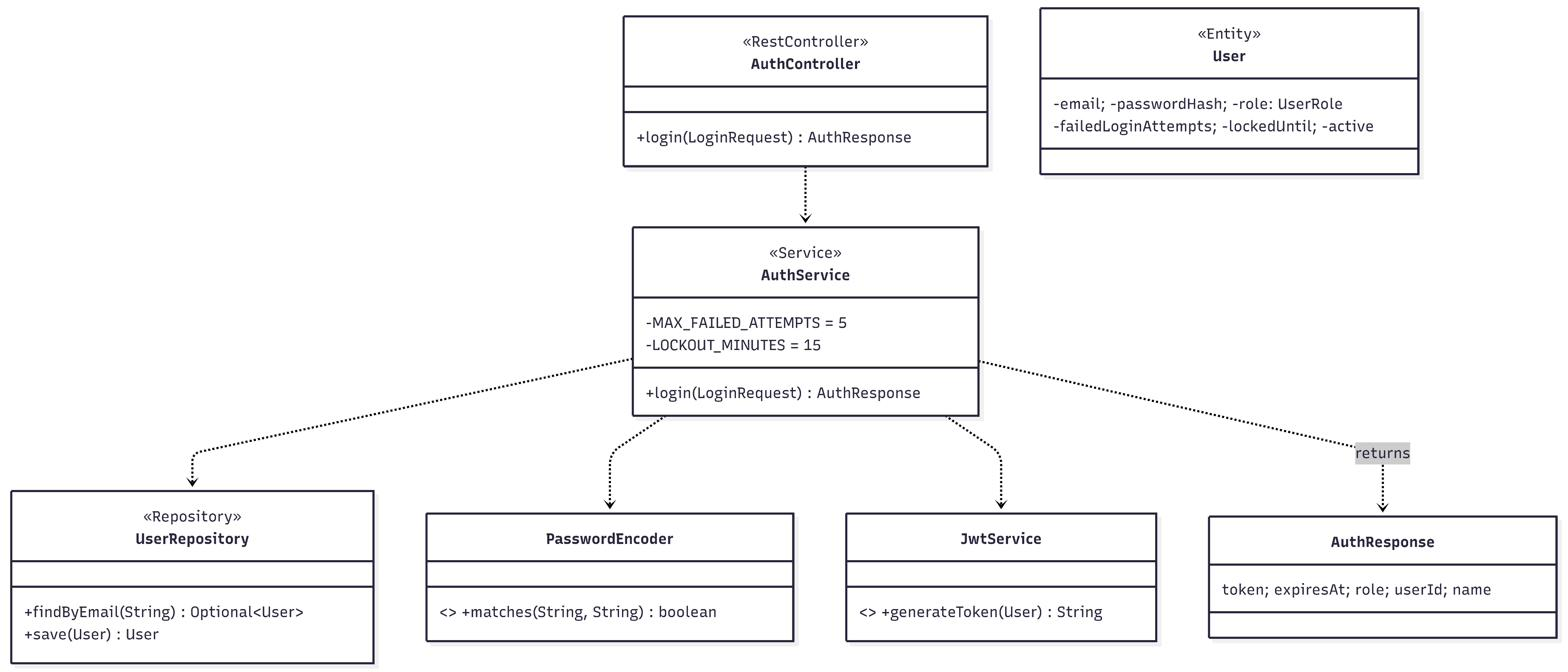 «RestController»
AuthController
+login(LoginRequest) : AuthResponse
«Entity»
User
-email; -passwordHash; -role: UserRole
-failedLoginAttempts; -lockedUntil; -active
«Service»
AuthService
-MAX_FAILED_ATTEMPTS = 5
-LOCKOUT_MINUTES = 15
+login(LoginRequest) : AuthResponse
returns
«Repository»
UserRepository
+findByEmail(String) : Optional<User>
+save(User) : User
PasswordEncoder
<> +matches(String, String) : boolean
JwtService
<> +generateToken(User) : String
AuthResponse
token; expiresAt; role; userId; name